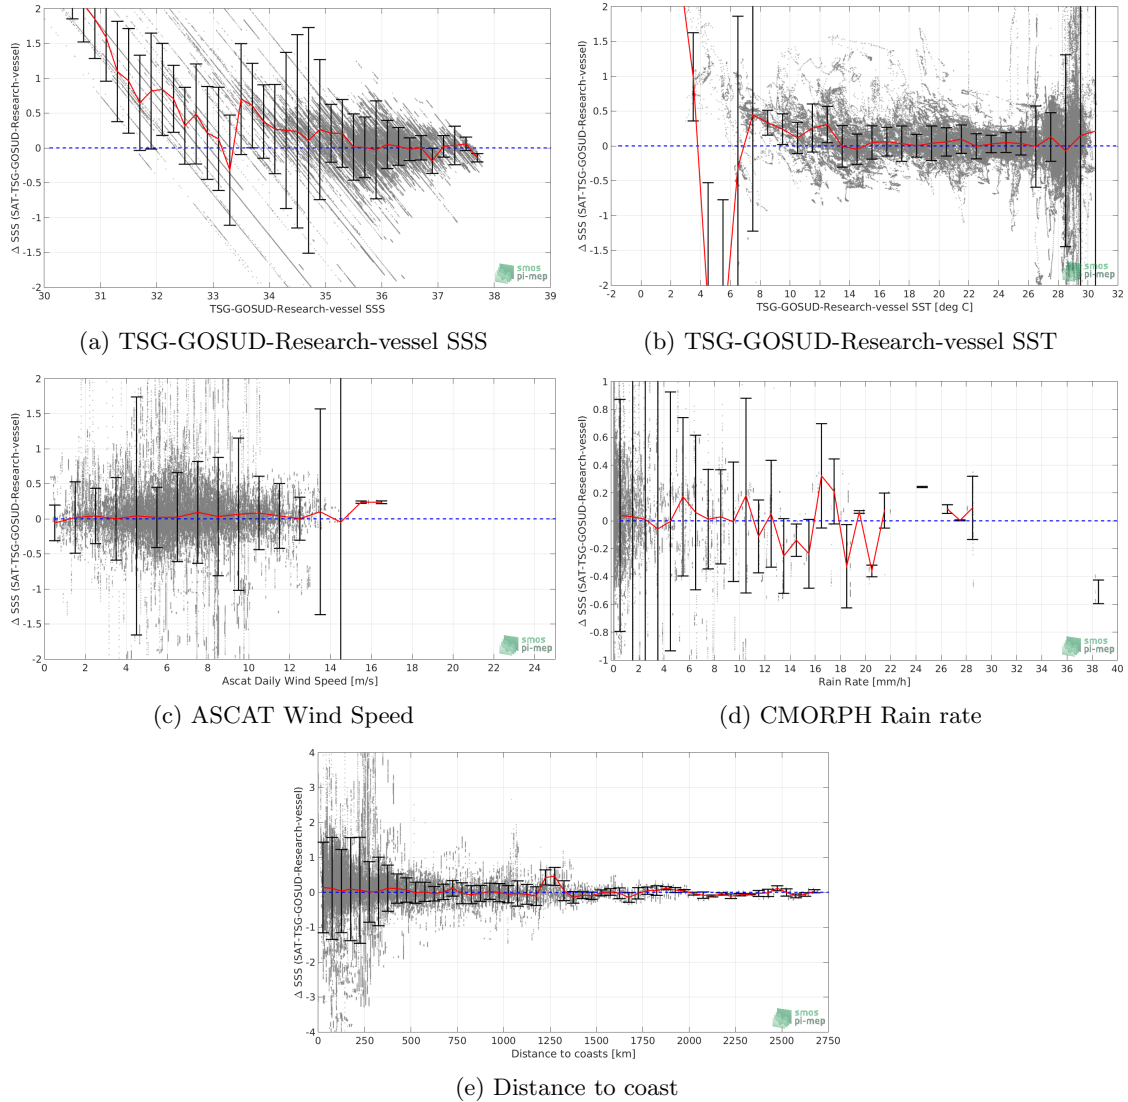 Δ SSS (SAT-TSG-GOSUD-Research-vessel)
2
1.5
1
0.5
0
-0.5
-1
-1.5
-2
30 31 32 33 34 35 36 37 38 39
TSG-GOSUD-Research-vessel SSS
smos
pi-mep
(a) TSG-GOSUD-Research-vessel SSS
Δ SSS (SAT-TSG-GOSUD-Research-vessel)
2
1.5
1
0.5
0
-0.5
-1
-1.5
-2
-2 0 2 4 6 8 10 12 14 16 18 20 22 24 26 28 30 32
TSG-GOSUD-Research-vessel SST [deg C]
smos
pi-mep
(b) TSG-GOSUD-Research-vessel SST
Δ SSS (SAT-TSG-GOSUD-Research-vessel)
2
1.5
1
0.5
0
-0.5
-1
-1.5
-2
0 2 4 6 8 10 12 14 16 18 20 22 24
Ascat Daily Wind Speed [m/s]
smos
pi-mep
(c) ASCAT Wind Speed
Δ SSS (SAT-TSG-GOSUD-Research-vessel)
1
0.8
0.6
0.4
0.2
0
-0.2
-0.4
-0.6
-0.8
-1
0 2 4 6 8 10 12 14 16 18 20 22 24 26 28 30 32 34 36 38 40
Rain Rate [mm/h]
smos
pi-mep
(d) CMORPH Rain rate
Δ SSS (SAT-TSG-GOSUD-Research-vessel)
4
3
2
1
0
-1
-2
-3
-4
0 250 500 750 1000 1250 1500 1750 2000 2250 2500 2750
Distance to coasts [km]
smos
pi-mep
(e) Distance to coast